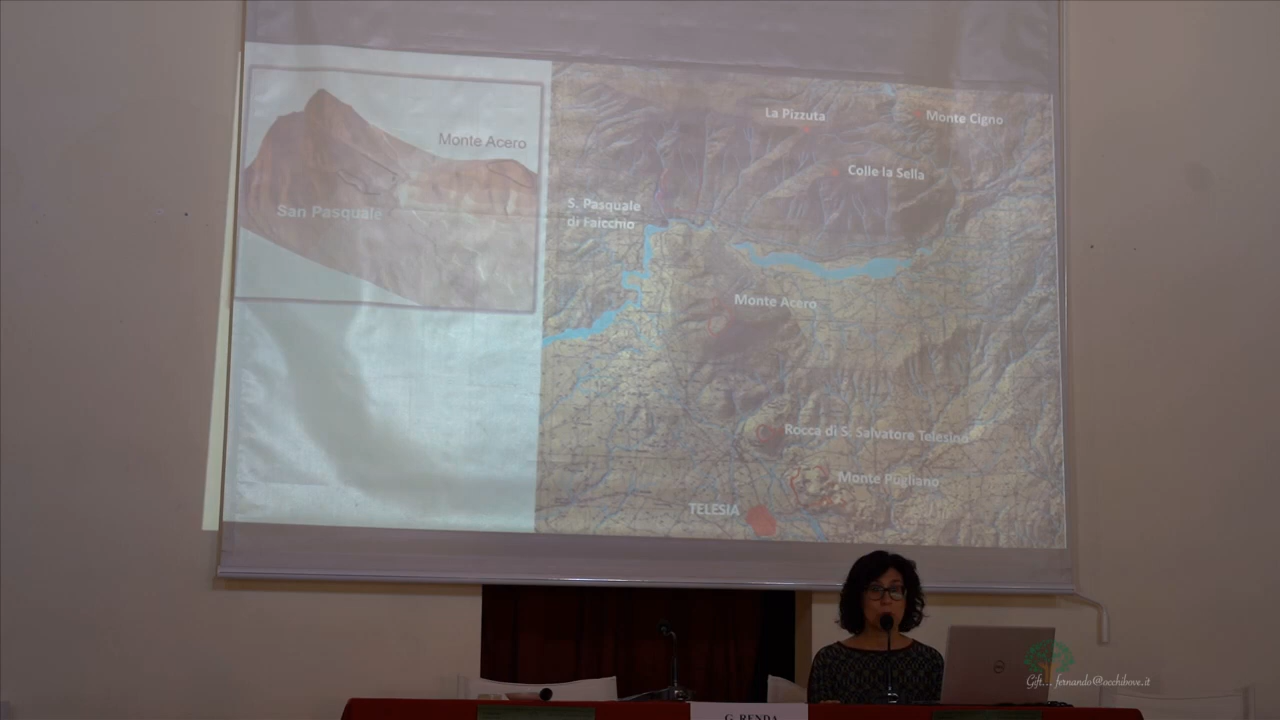 Monte Acero
San Pasquale
La Pizzuta
Monte Cigno
Colle la Sella
S. Pasquale
di Faicchio
Monte Acero
Rocca di S. Salvatore Telesino
Monte Pugliano
TELESIA
G. RENDA
Gift... fernando@occhibove.it